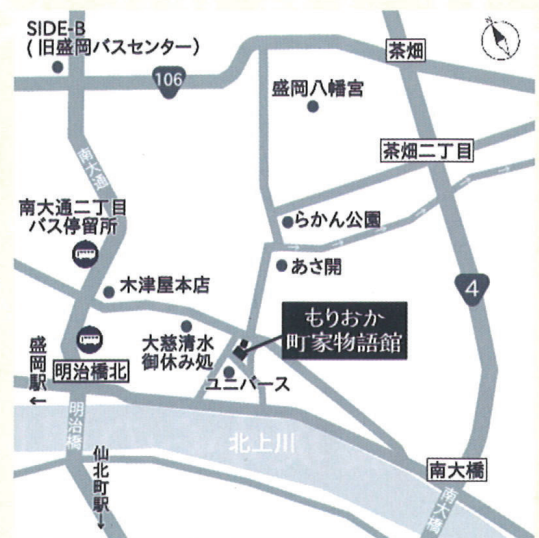 SIDE-B
(旧盛岡バスセンター)
106
茶畑
盛岡八幡宮
茶畑二丁目
南大通
南大通二丁目
バス停留所
らかん公園
あさ開
木津屋本店
4
もりおか
町家物語館
大慈清水
御休み処
盛岡駅←
明治橋北
ユニバース
明治橋
北上川
仙北町駅→
南大橋
南大橋